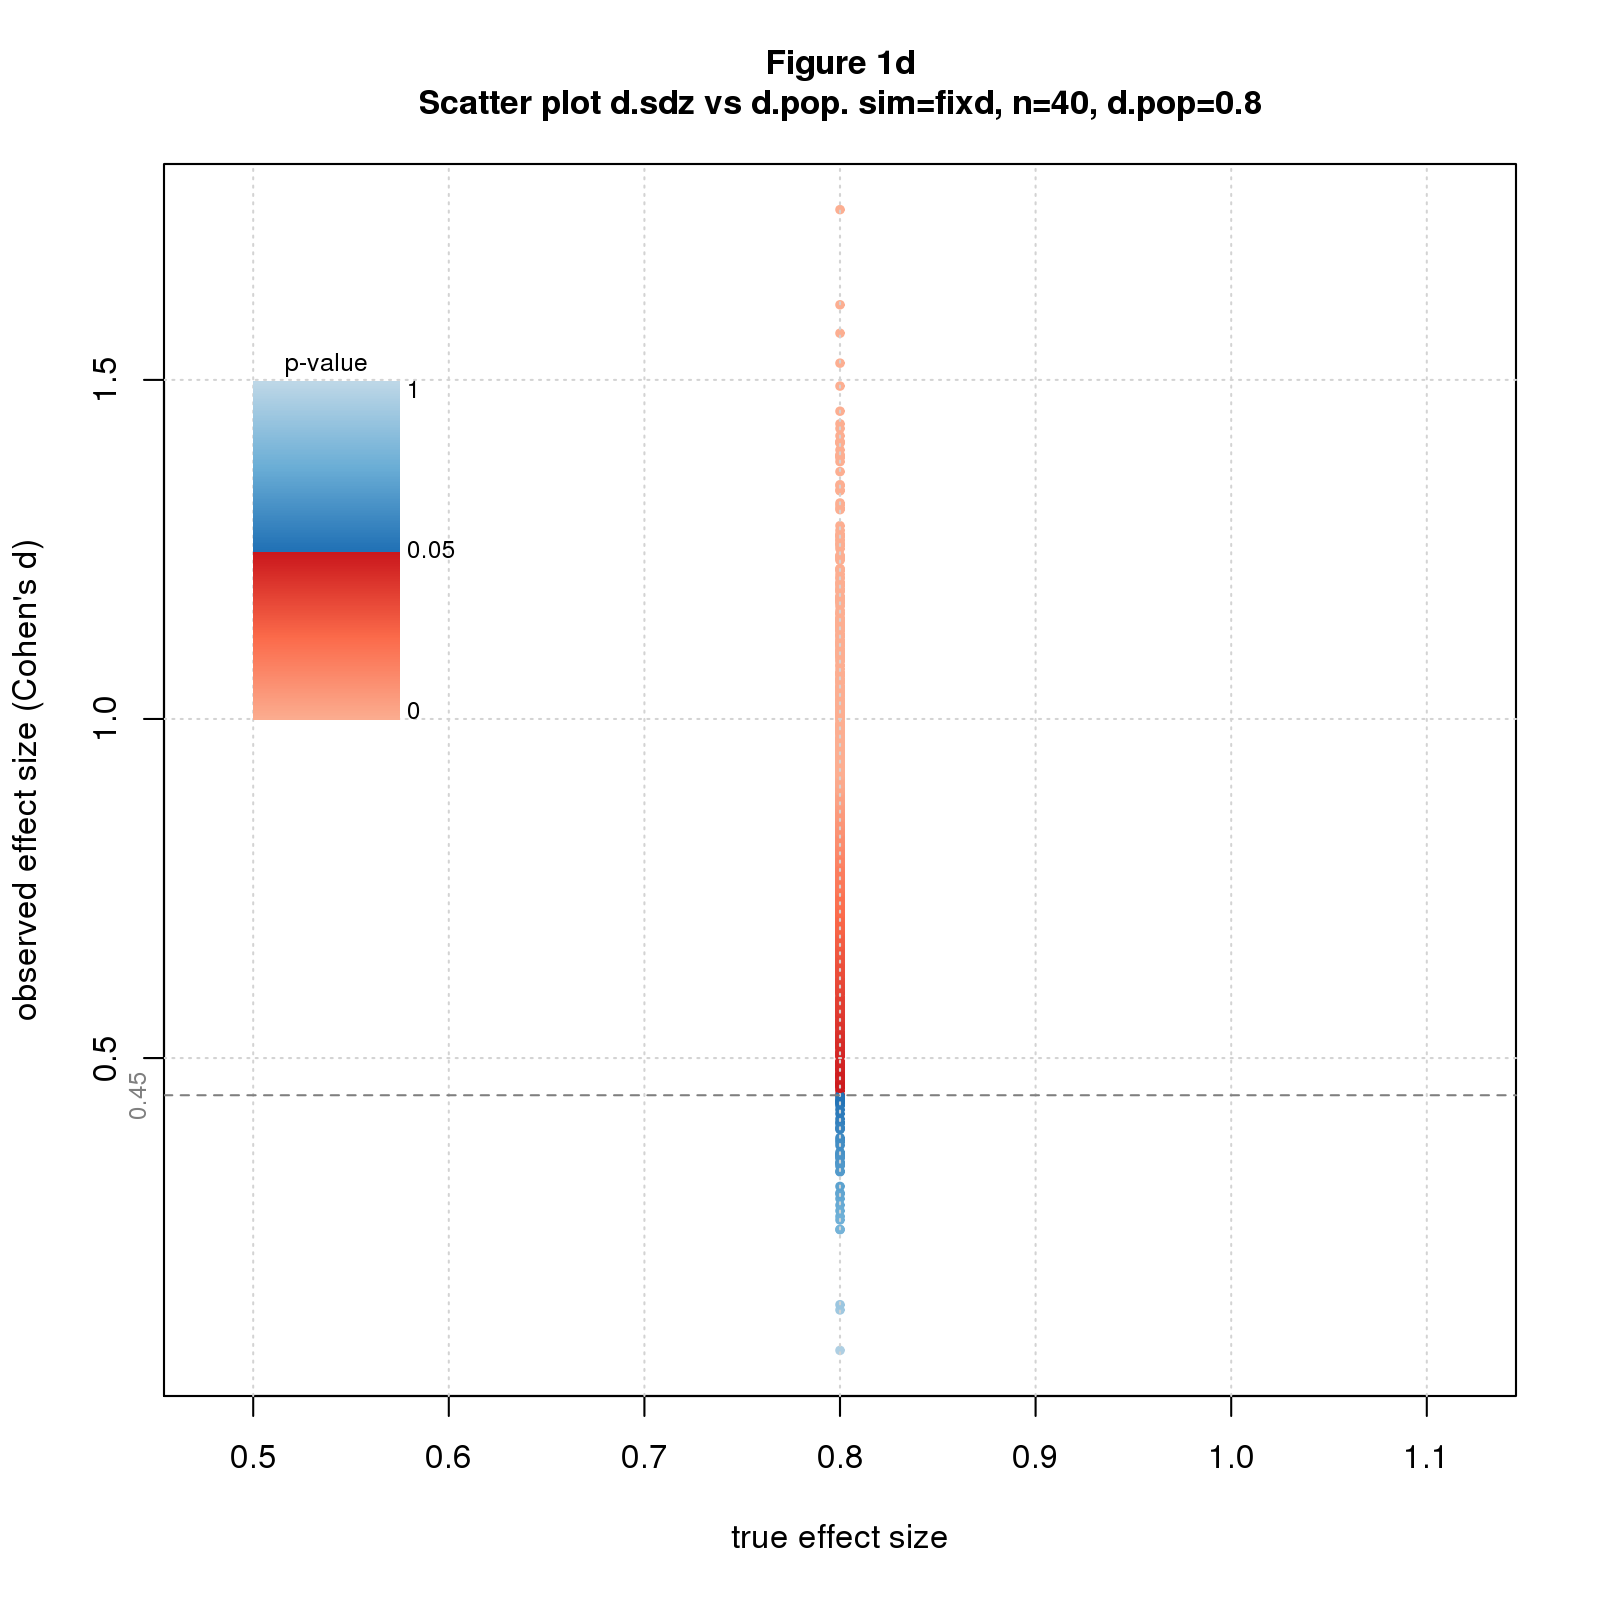 Figure 1d
Scatter plot d.sdz vs d.pop. sim=fixd, n=40, d.pop=0.8
observed effect size (Cohen's d)
1.5
1.0
0.5
0.45
p-value
1
0.05
0
0.5 0.6 0.7 0.8 0.9 1.0 1.1
true effect size